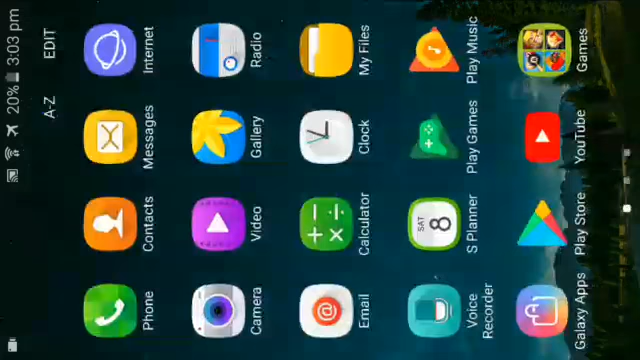 20% 3:03 pm
A-Z EDIT
Phone Contacts Messages Internet
Camera Video Gallery Radio
Email Calculator Clock My Files
SAT
8
Voice Recorder S Planner Play Games Play Music
Galaxy Apps Play Store YouTube Games